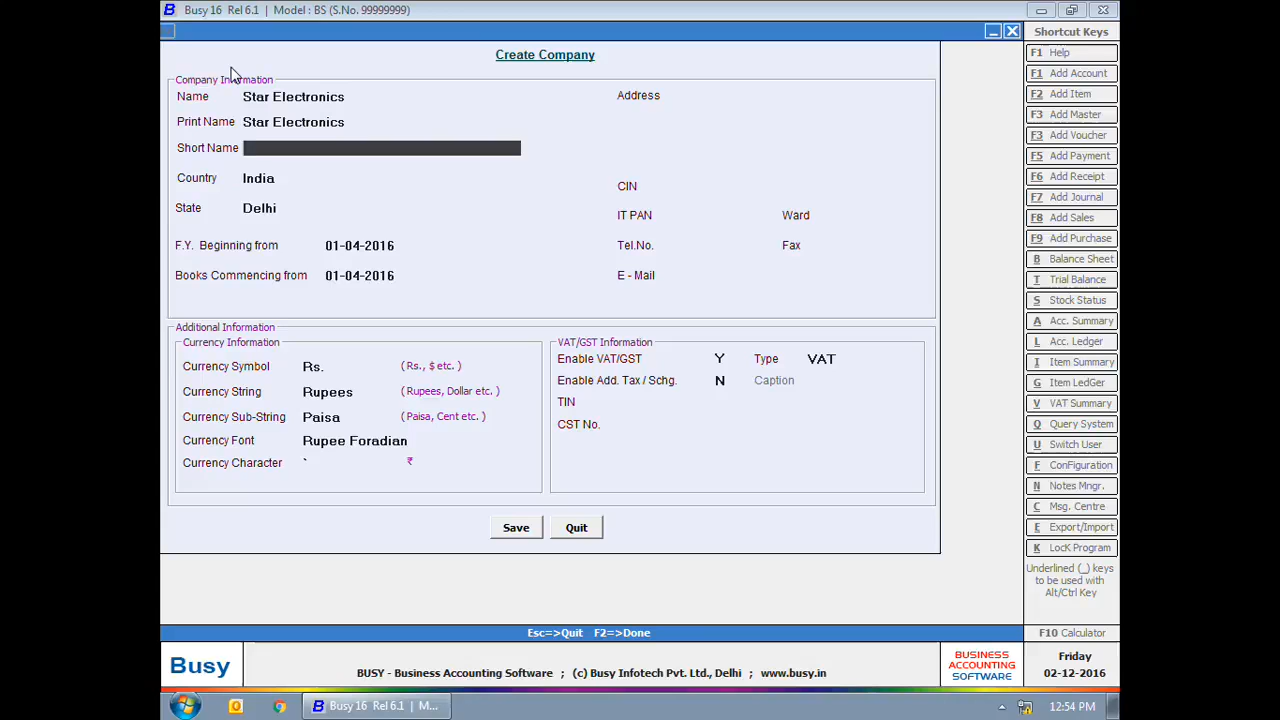 Busy 16 Rel 6.1 | Model : BS (S.No. 99999999)
Create Company
Company Information
Name Star Electronics
Print Name Star Electronics
Short Name
Country India
State Delhi
F.Y. Beginning from 01-04-2016
Books Commencing from 01-04-2016
Address
CIN
IT PAN Ward
Tel.No. Fax
E - Mail
Additional Information
Currency Information
Currency Symbol Rs. ( Rs., $ etc. )
Currency String Rupees ( Rupees, Dollar etc. )
Currency Sub-String Paisa ( Paisa, Cent etc. )
Currency Font Rupee Foradian
Currency Character ` ₹
VAT/GST Information
Enable VAT/GST Y Type VAT
Enable Add. Tax / Schg. N Caption
TIN
CST No.
Save Quit
Shortcut Keys
F1 Help
F1 Add Account
F2 Add Item
F3 Add Master
F3 Add Voucher
F5 Add Payment
F6 Add Receipt
F7 Add Journal
F8 Add Sales
F9 Add Purchase
B Balance Sheet
T Trial Balance
S Stock Status
A Acc. Summary
L Acc. Ledger
I Item Summary
G Item LedGer
V VAT Summary
Q Query System
U Switch User
F ConFiguration
N Notes Mngr.
C Msg. Centre
E Export/Import
K LocK Program
Underlined (_) keys
to be used with
Alt/Ctrl Key
Esc=>Quit F2=>Done
F10 Calculator
Busy
BUSY - Business Accounting Software ; (c) Busy Infotech Pvt. Ltd., Delhi ; www.busy.in
BUSINESS
ACCOUNTING
SOFTWARE
Friday
02-12-2016
Busy 16 Rel 6.1 | M...
12:54 PM